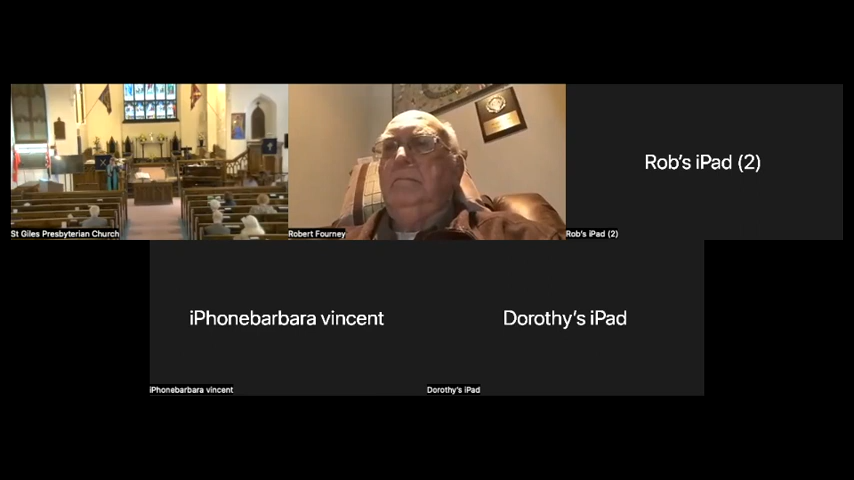 St Giles Presbyterian Church
Robert Fourney
Rob's iPad (2)
Rob's iPad (2)
iPhonebarbara vincent
iPhonebarbara vincent
Dorothy's iPad
Dorothy's iPad